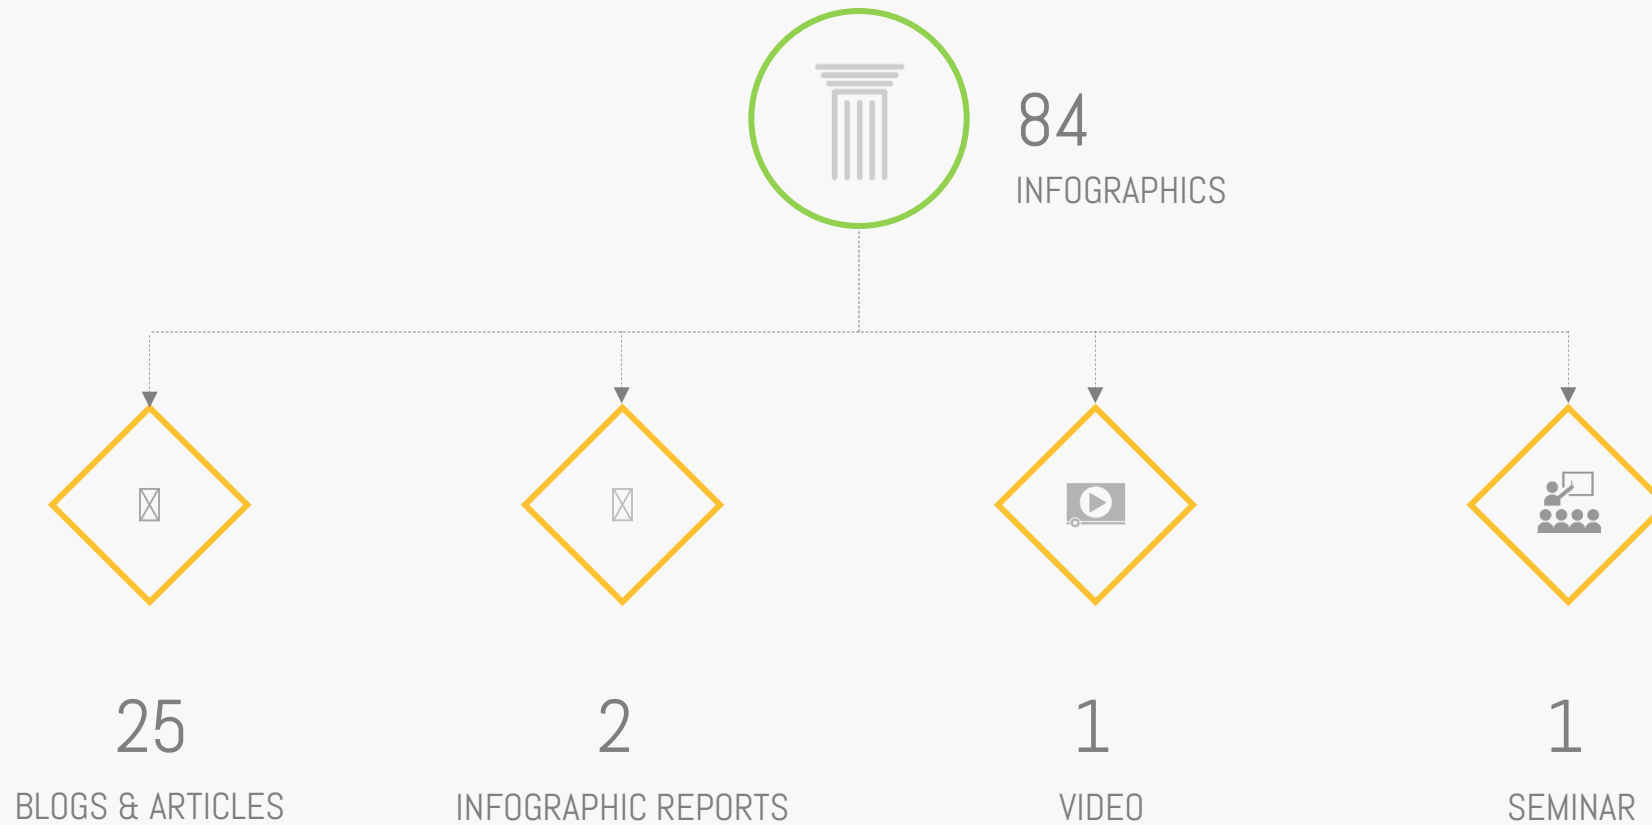 84
INFOGRAPHICS
25
BLOGS & ARTICLES
2
INFOGRAPHIC REPORTS
1
VIDEO
1
SEMINAR